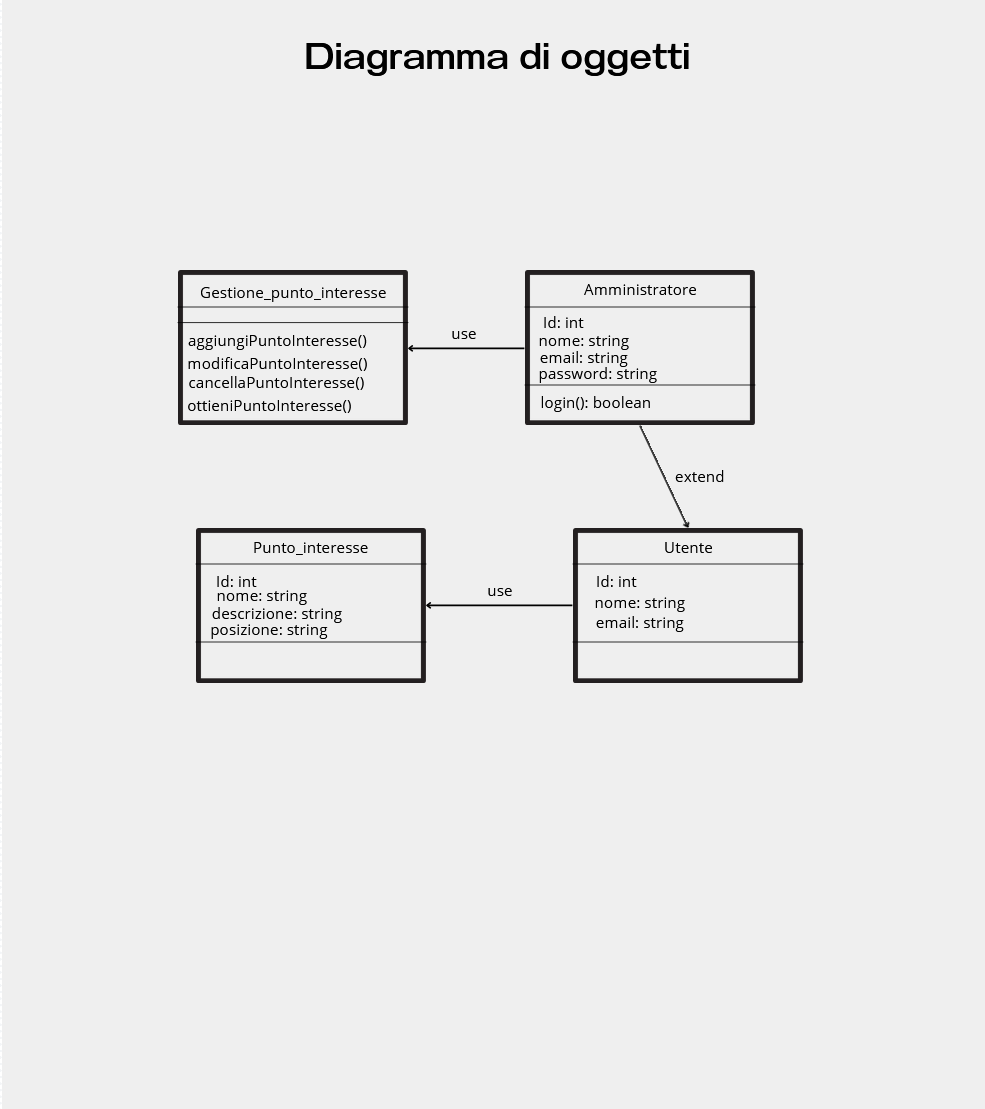 Diagramma di oggetti
Gestione_punto_interesse
aggiungiPuntoInteresse()
modificaPuntoInteresse()
cancellaPuntoInteresse()
ottieniPuntoInteresse()
use
Amministratore
Id: int
nome: string
email: string
password: string
login(): boolean
extend
Punto_interesse
Id: int
nome: string
descrizione: string
posizione: string
use
Utente
Id: int
nome: string
email: string